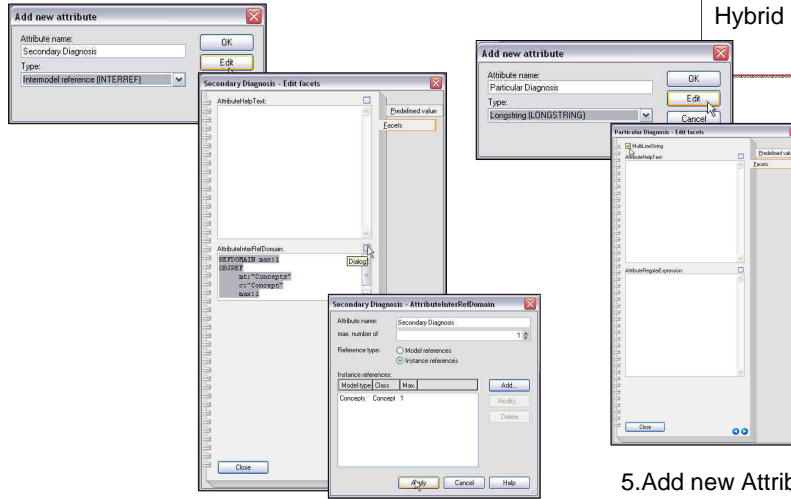 Hybrid
Add new attribute
Attribute name:
Secondary Diagnosis
Type:
Intermodel reference (INTERREF)
OK
Edit
Secondary Diagnosis - Edit facets
AttributeHelpText:
Predefined value
Facets
AttributeInterRefDomain:
REFDOMAIN max:1
OBJREF
mt:"Concepts"
c:"Concept"
max:1
Dialog
Close
Secondary Diagnosis - AttributeInterRefDomain
Attribute name:
Secondary Diagnosis
max. number of
1
Reference type:
Model references
Instance references
Instance references:
Model type Class Max.
Concepts Concept 1
Add...
Modify...
Delete
Apply Cancel Help
Add new attribute
Attribute name:
Particular Diagnosis
Type:
Longstring (LONGSTRING)
OK
Edit
Cancel
Particular Diagnosis - Edit facets
MultiLineString
AttributeHelpText:
Predefined val
Facets
AttributeRegularExpression:
Close
5.Add new Attrib